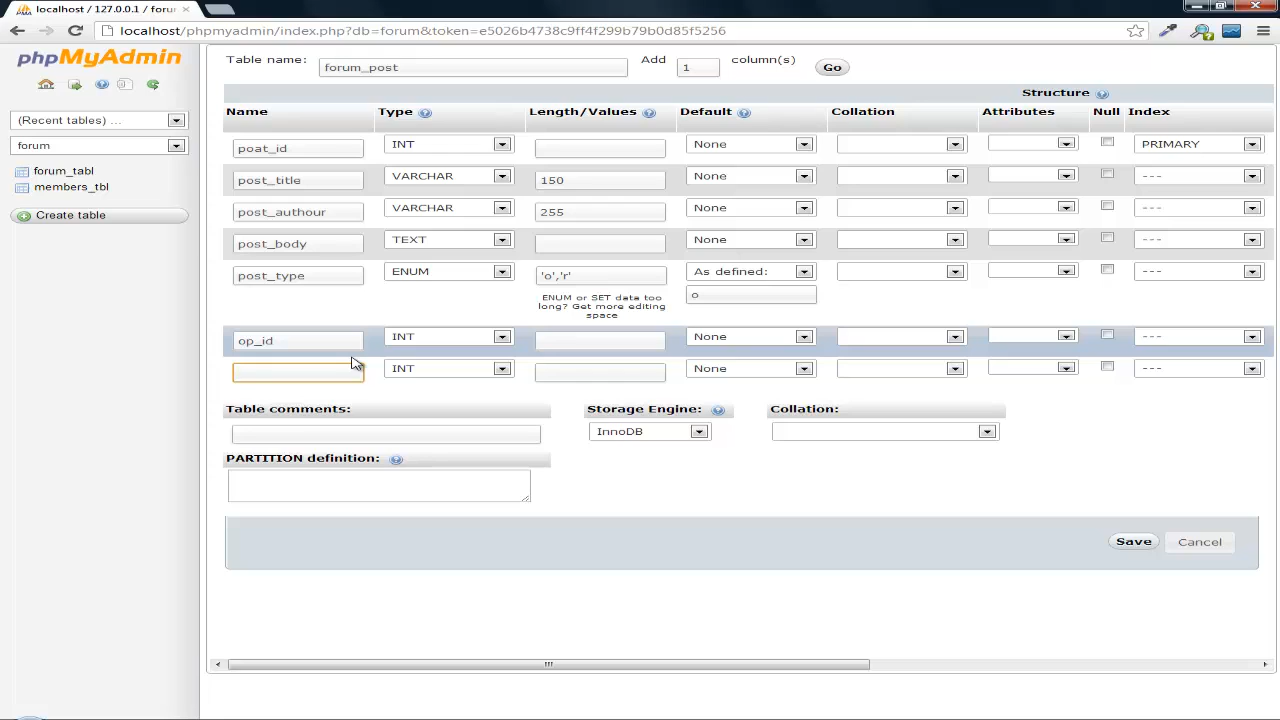 localhost / 127.0.0.1 / foru
localhost/phpmyadmin/index.php?db=forum&token=e5026b47389ff4f299b79b0d85f5256
phpMyAdmin
(Recent tables) ...
forum
forum_tabl
members_tbl
Create table
Table name: forum_post Add 1 column(s) Go
Structure
Name Type Length/Values Default Collation Attributes Null Index
poat_id INT None PRIMARY
post_title VARCHAR 150 None ---
post_authour VARCHAR 255 None ---
post_body TEXT None ---
post_type ENUM 'o','r' As defined: ---
o
ENUM or SET data too
long? Get more editing
space
op_id INT None ---
INT None ---
Table comments: Storage Engine: Collation:
InnoDB
PARTITION definition:
Save Cancel